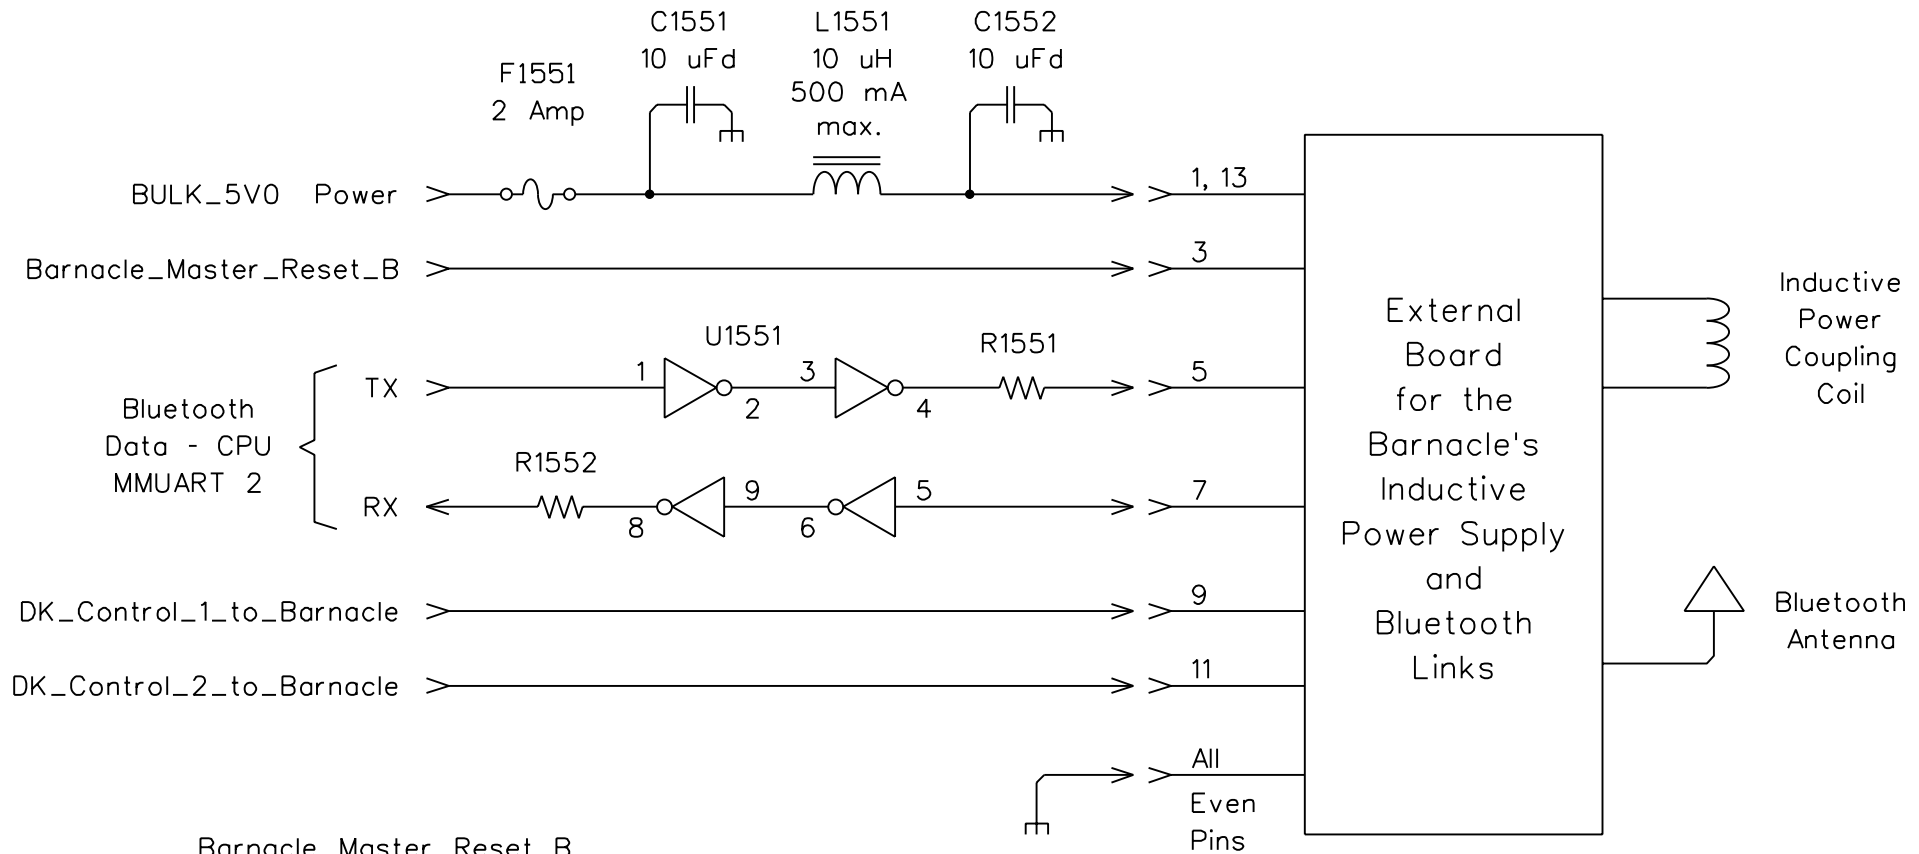 C1551
10 uFd
L1551
10 uH
500 mA
max.
C1552
10 uFd
F1551
2 Amp
BULK_5V0 Power
1, 13
Barnacle_Master_Reset_B
3
Bluetooth
Data - CPU
MMUART 2
TX
1
U1551
2
3
4
R1551
5
RX
R1552
8
9
6
5
7
DK_Control_1_to_Barnacle
9
DK_Control_2_to_Barnacle
11
All
Even
Pins
External
Board
for the
Barnacle's
Inductive
Power Supply
and
Bluetooth
Links
Inductive
Power
Coupling
Coil
Bluetooth
Antenna
Barnacle_Master_Reset_B